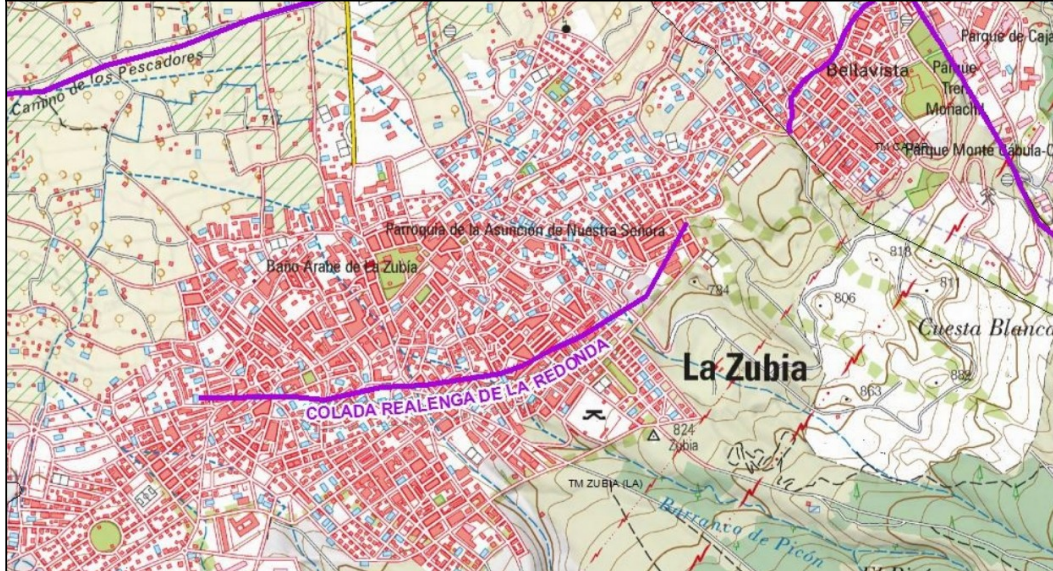 Camino de los Pescadores
717
Parque de Caja
Bellavista
Parque
Tren
Monachil
Parque Monte Cábula-C
Parroquia de la Asunción de Nuestra Señora
Baño Árabe de La Zubia
784
818
811
806
Cuesta Blanca
882
863
La Zubia
COLADA REALENGA DE LA REDONDA
824
Zubia
TM ZUBIA (LA)
Barranco de Picón